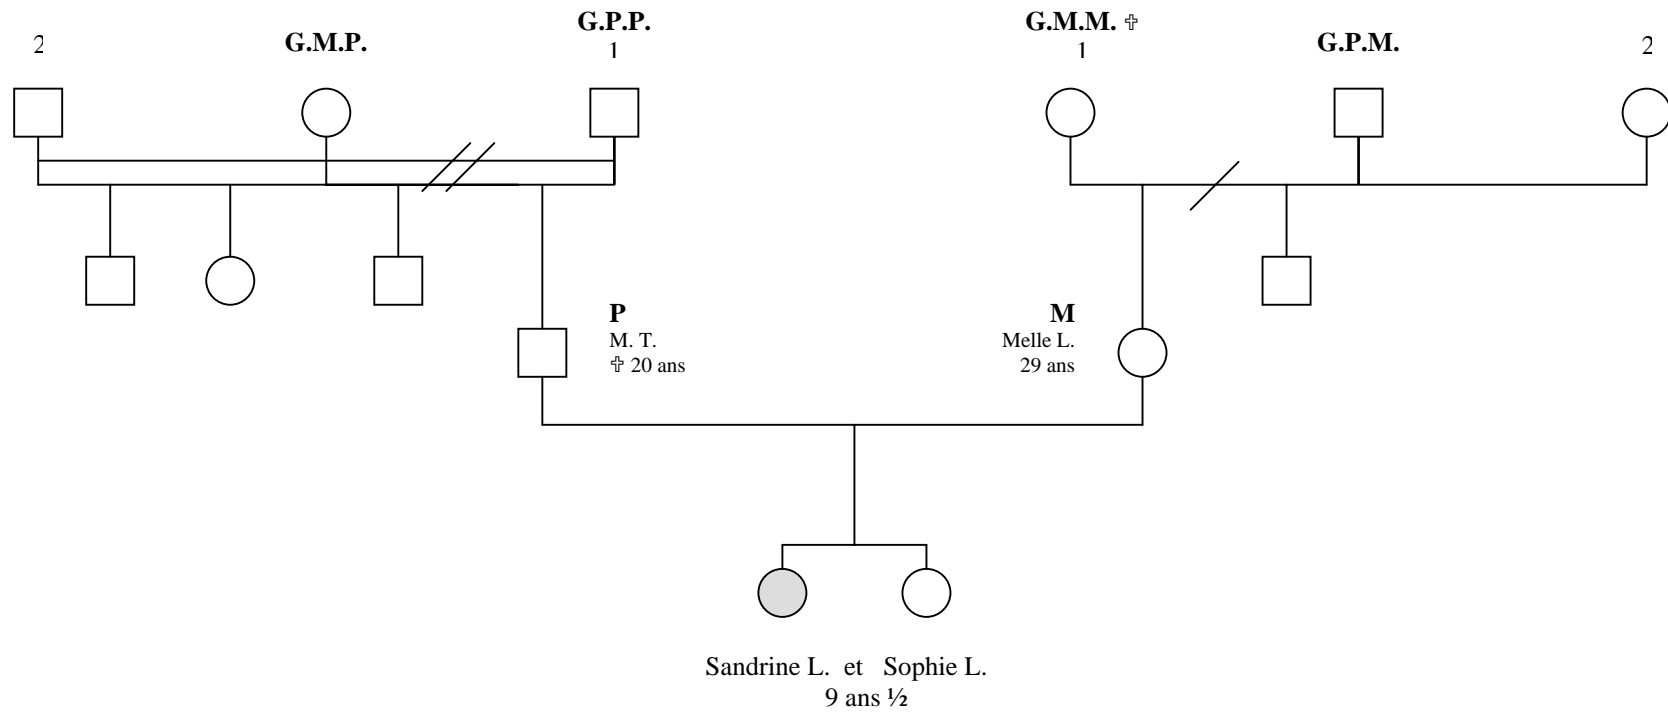 2
G.M.P.
G.P.P.
1
G.M.M. ✞
1
G.P.M.
2
P
M. T.
✞ 20 ans
M
Melle L.
29 ans
Sandrine L. et Sophie L.
9 ans ½